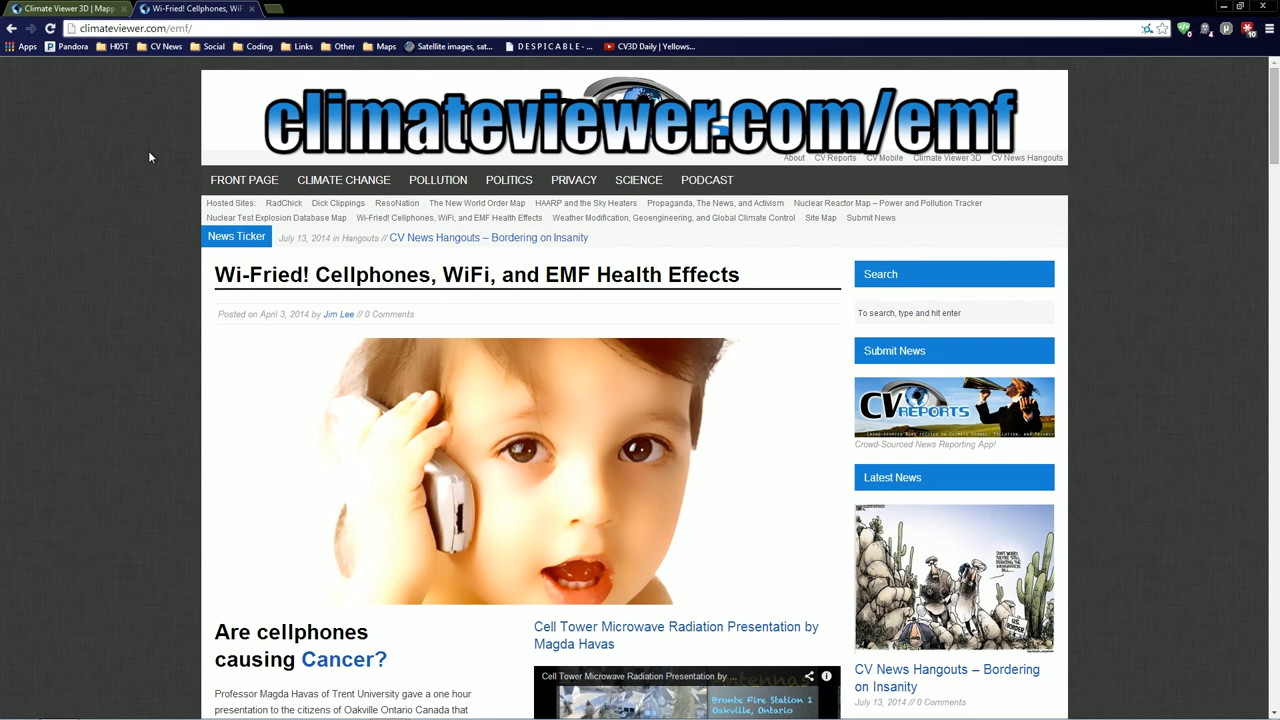 Climate Viewer 3D | Mapp
Wi-Fried! Cellphones, WiF
climateviewer.com/emf/
Apps
Pandora
H05T
CV News
Social
Coding
Links
Other
Maps
Satellite images, sat...
D E S P I C A B L E - ...
CV3D Daily | Yellows...
climateviewer.com/emf
About CV Reports CV Mobile Climate Viewer 3D CV News Hangouts
FRONT PAGE CLIMATE CHANGE POLLUTION POLITICS PRIVACY SCIENCE PODCAST
Hosted Sites: RadChick Dick Clippings ResoNation The New World Order Map HAARP and the Sky Heaters Propaganda, The News, and Activism Nuclear Reactor Map – Power and Pollution Tracker
Nuclear Test Explosion Database Map Wi-Fried! Cellphones, WiFi, and EMF Health Effects Weather Modification, Geoengineering, and Global Climate Control Site Map Submit News
News Ticker July 13, 2014 in Hangouts // CV News Hangouts – Bordering on Insanity
Wi-Fried! Cellphones, WiFi, and EMF Health Effects
Posted on April 3, 2014 by Jim Lee // 0 Comments
Are cellphones
causing Cancer?
Professor Magda Havas of Trent University gave a one hour
presentation to the citizens of Oakville Ontario Canada that
Cell Tower Microwave Radiation Presentation by
Magda Havas
Cell Tower Microwave Radiation Presentation by ...
Bronte Fire Station 1
Oakville, Ontario
Search
To search, type and hit enter
Submit News
CV REPORTS
Crowd-Sourced News Reporting App!
Latest News
CV News Hangouts – Bordering
on Insanity
July 13, 2014 // 0 Comments